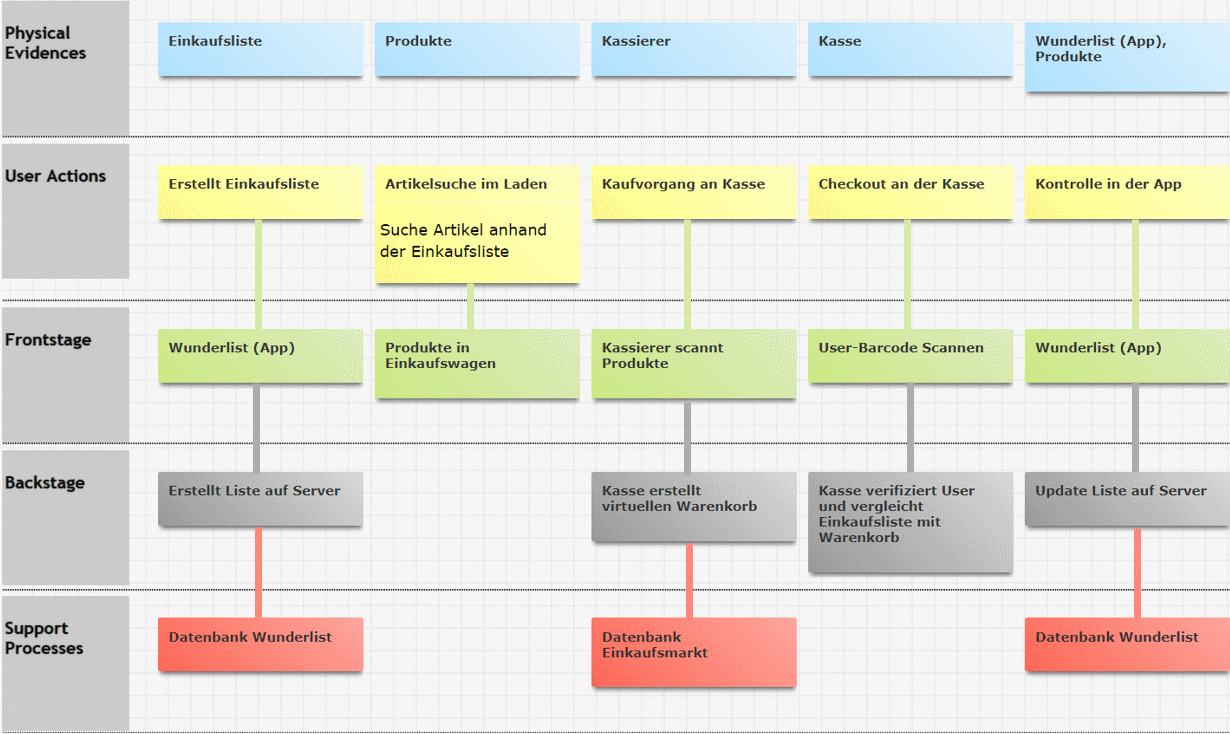 Physical
Evidences
Einkaufsliste
Produkte
Kassierer
Kasse
Wunderlist (App),
Produkte
User Actions
Erstellt Einkaufsliste
Artikelsuche im Laden
Suche Artikel anhand
der Einkaufsliste
Kaufvorgang an Kasse
Checkout an der Kasse
Kontrolle in der App
Frontstage
Wunderlist (App)
Produkte in
Einkaufswagen
Kassierer scannt
Produkte
User-Barcode Scannen
Wunderlist (App)
Backstage
Erstellt Liste auf Server
Kasse erstellt
virtuellen Warenkorb
Kasse verifiziert User
und vergleicht
Einkaufsliste mit
Warenkorb
Update Liste auf Server
Support
Processes
Datenbank Wunderlist
Datenbank
Einkaufsmarkt
Datenbank Wunderlist